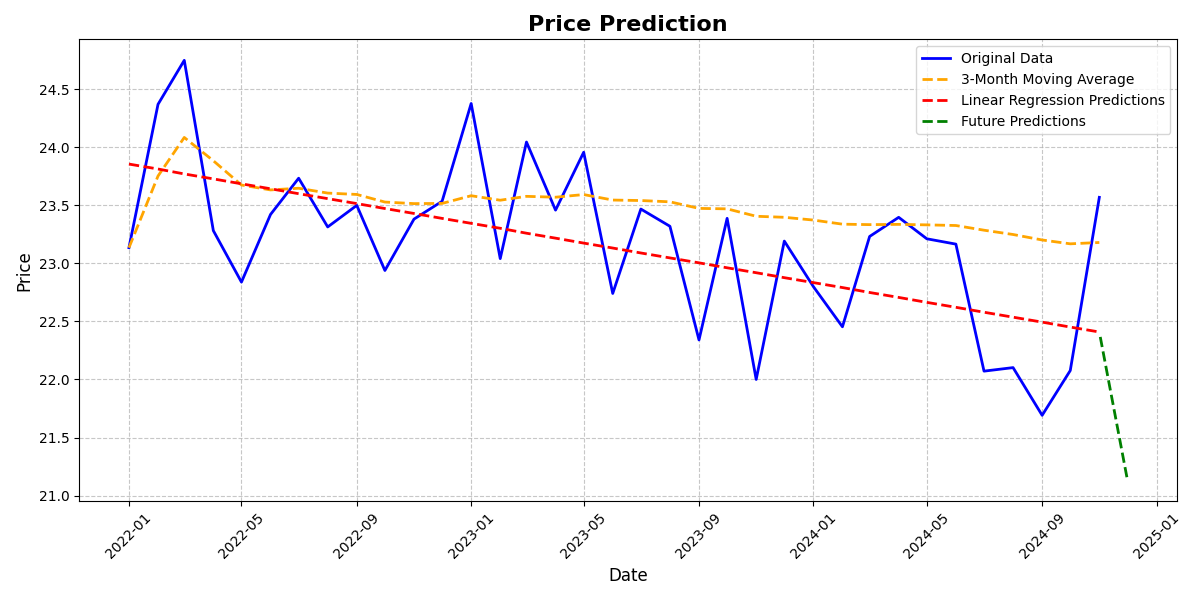 Price Prediction
Original Data
3-Month Moving Average
Linear Regression Predictions
Future Predictions
Price
24.5
24.0
23.5
23.0
22.5
22.0
21.5
21.0
2022-01
2022-05
2022-09
2023-01
2023-05
2023-09
2024-01
2024-05
2024-09
2025-01
Date